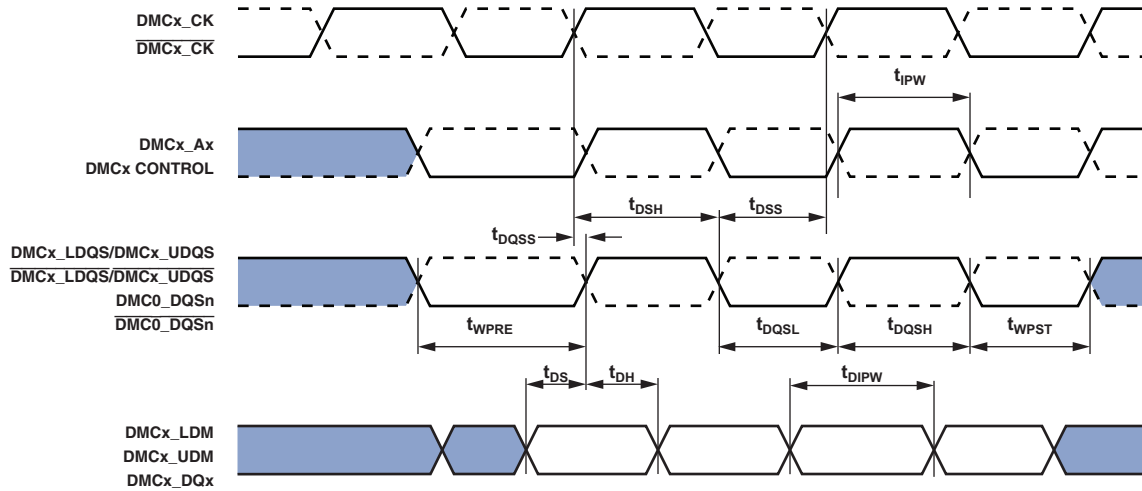 DMCx_CK
DMCx_CK
tIPW
DMCx_Ax
DMCx CONTROL
tDSH
tDSS
tDQSS
DMCx_LDQS/DMCx_UDQS
DMCx_LDQS/DMCx_UDQS
DMC0_DQSn
DMC0_DQSn
tWPRE
tDQSL
tDQSH
tWPST
tDS
tDH
tDIPW
DMCx_LDM
DMCx_UDM
DMCx_DQx